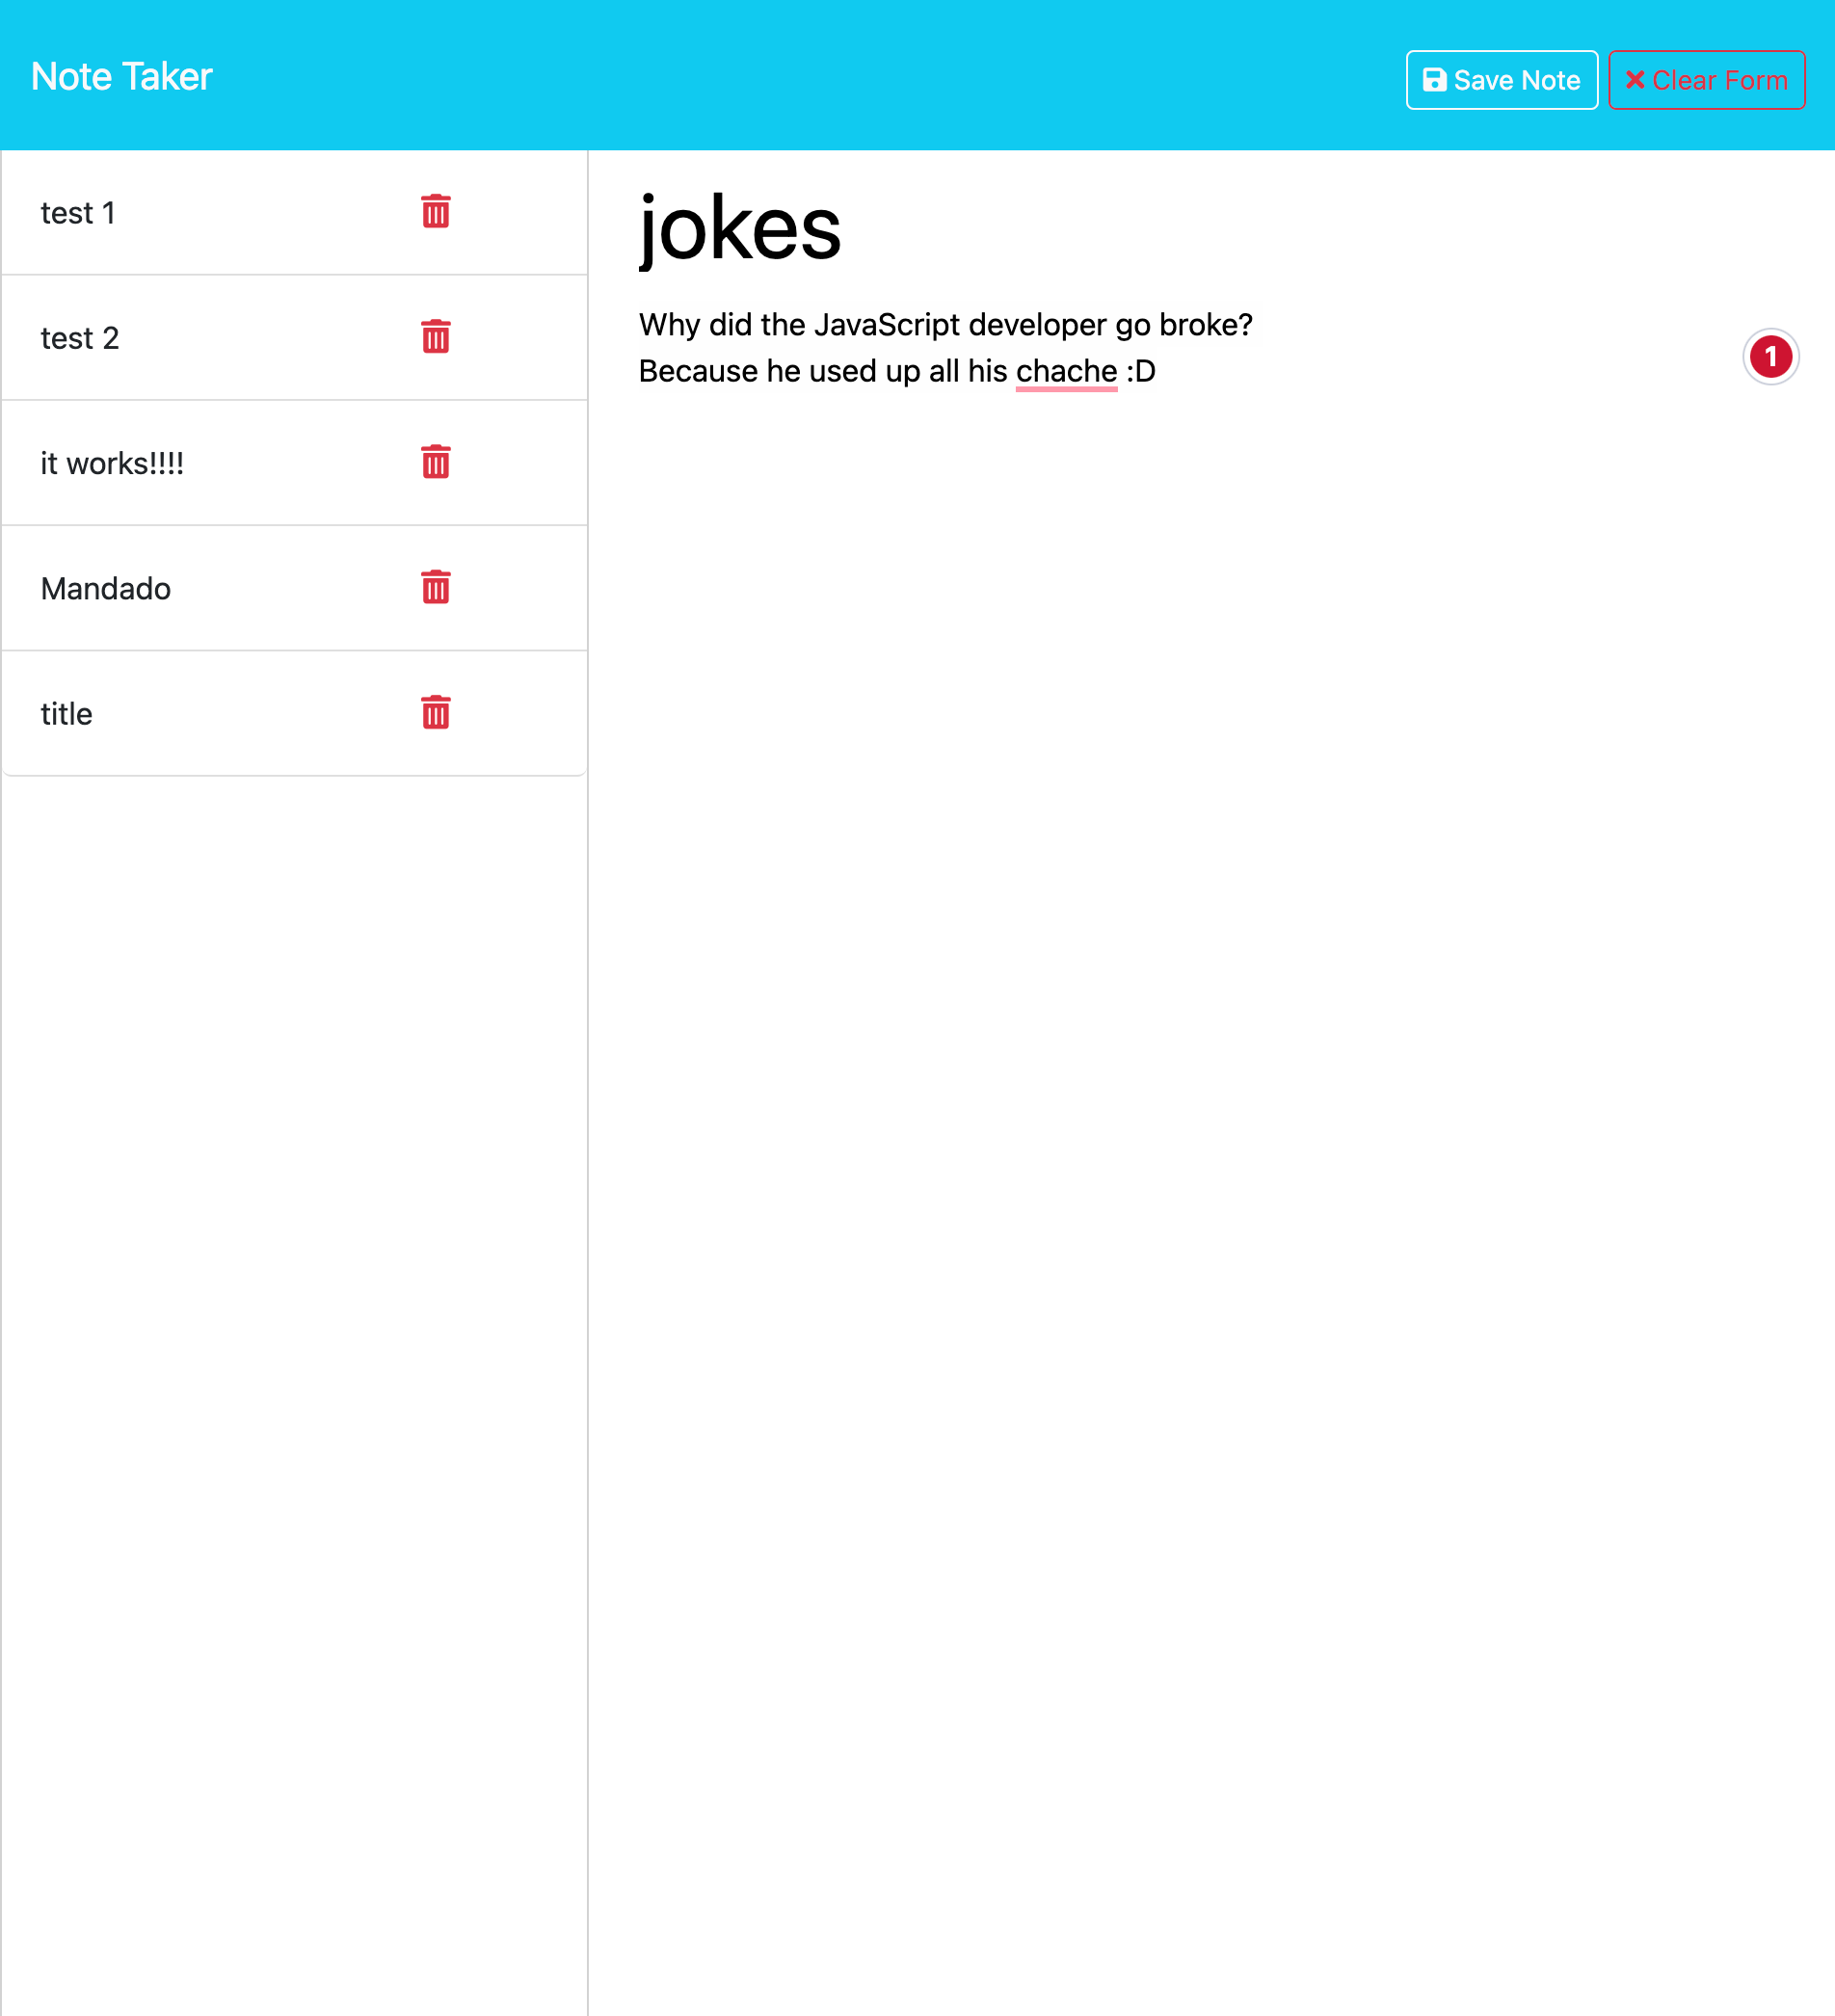 Note Taker
Save Note
Clear Form
test 1
test 2
it works!!!!
Mandado
title
jokes
Why did the JavaScript developer go broke?
Because he used up all his chache :D
1